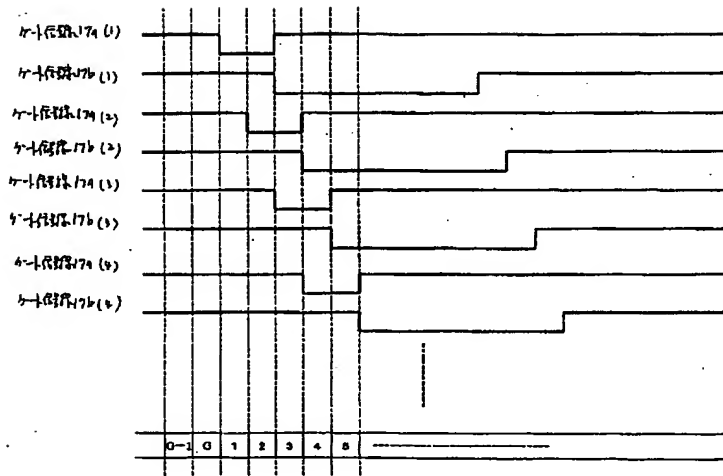 ゲート信号線17a(1)
ゲート信号線17b(1)
ゲート信号線17a(2)
ゲート信号線17b(2)
ゲート信号線17a(3)
ゲート信号線17b(3)
ゲート信号線17a(4)
ゲート信号線17b(4)
G-1 G 1 2 3 4 5